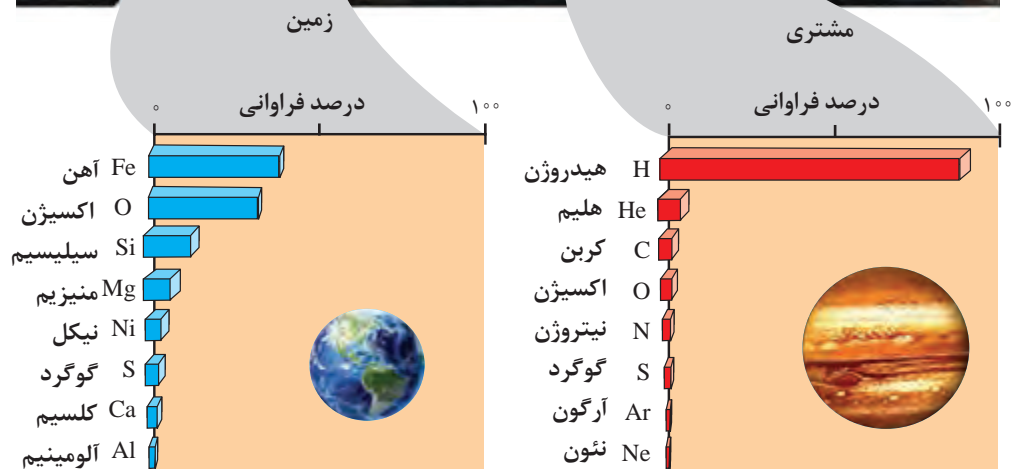 مشتری
درصد فراوانی
۰ ۱۰۰
هیدروژن H
هلیم He
کربن C
اکسیژن O
نیتروژن N
گوگرد S
آرگون Ar
نئون Ne
زمین
درصد فراوانی
۰ ۱۰۰
آهن Fe
اکسیژن O
سیلیسیم Si
منیزیم Mg
نیکل Ni
گوگرد S
کلسیم Ca
آلومینیم Al